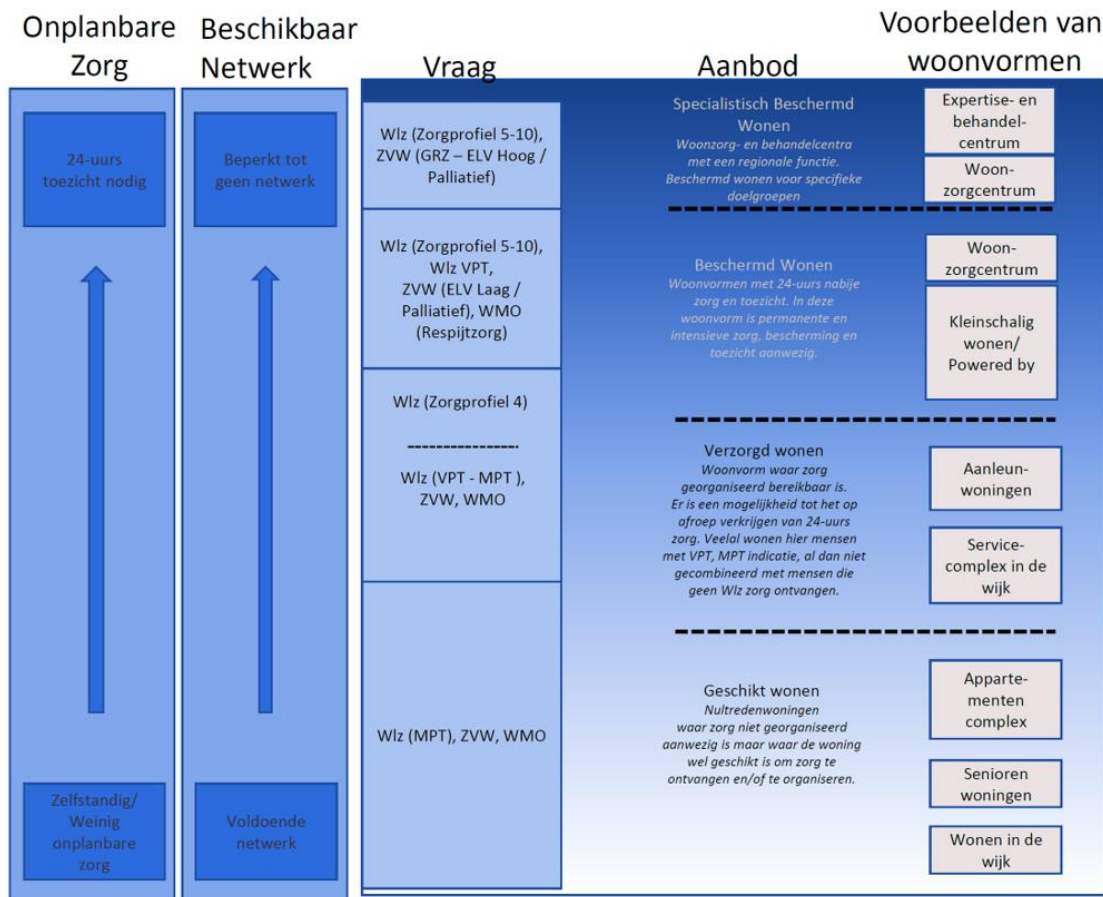 Onplanbare
Zorg
Beschikbaar
Netwerk
Vraag
Aanbod
Voorbeelden van
woonvormen
24-uurs
toezicht nodig
Zelfstandig/
Weinig
onplanbare
zorg
Beperkt tot
geen netwerk
Voldoende
netwerk
Wlz (Zorgprofiel 5-10),
ZVW (GRZ – ELV Hoog /
Palliatief)
Wlz (Zorgprofiel 5-10),
Wlz VPT,
ZVW (ELV Laag /
Palliatief), WMO
(Respijtzorg)
Wlz (Zorgprofiel 4)
Wlz (VPT - MPT ),
ZVW, WMO
Wlz (MPT), ZVW, WMO
Specialistisch Beschermd
Wonen
Woonzorg- en behandelcentra
met een regionale functie.
Beschermd wonen voor specifieke
doelgroepen
Beschermd Wonen
Woonvormen met 24-uurs nabije
zorg en toezicht. In deze
woonvorm is permanente en
intensieve zorg, bescherming en
toezicht aanwezig.
Verzorgd wonen
Woonvorm waar zorg
georganiseerd bereikbaar is.
Er is een mogelijkheid tot het op
afroep verkrijgen van 24-uurs
zorg. Veelal wonen hier mensen
met VPT, MPT indicatie, al dan niet
gecombineerd met mensen die
geen Wlz zorg ontvangen.
Geschikt wonen
Nultredenwoningen
waar zorg niet georganiseerd
aanwezig is maar waar de woning
wel geschikt is om zorg te
ontvangen en/of te organiseren.
Expertise- en
behandel-
centrum
Woon-
zorgcentrum
Woon-
zorgcentrum
Kleinschalig
wonen/
Powered by
Aanleun-
woningen
Service-
complex in de
wijk
Apparte-
menten
complex
Senioren
woningen
Wonen in de
wijk